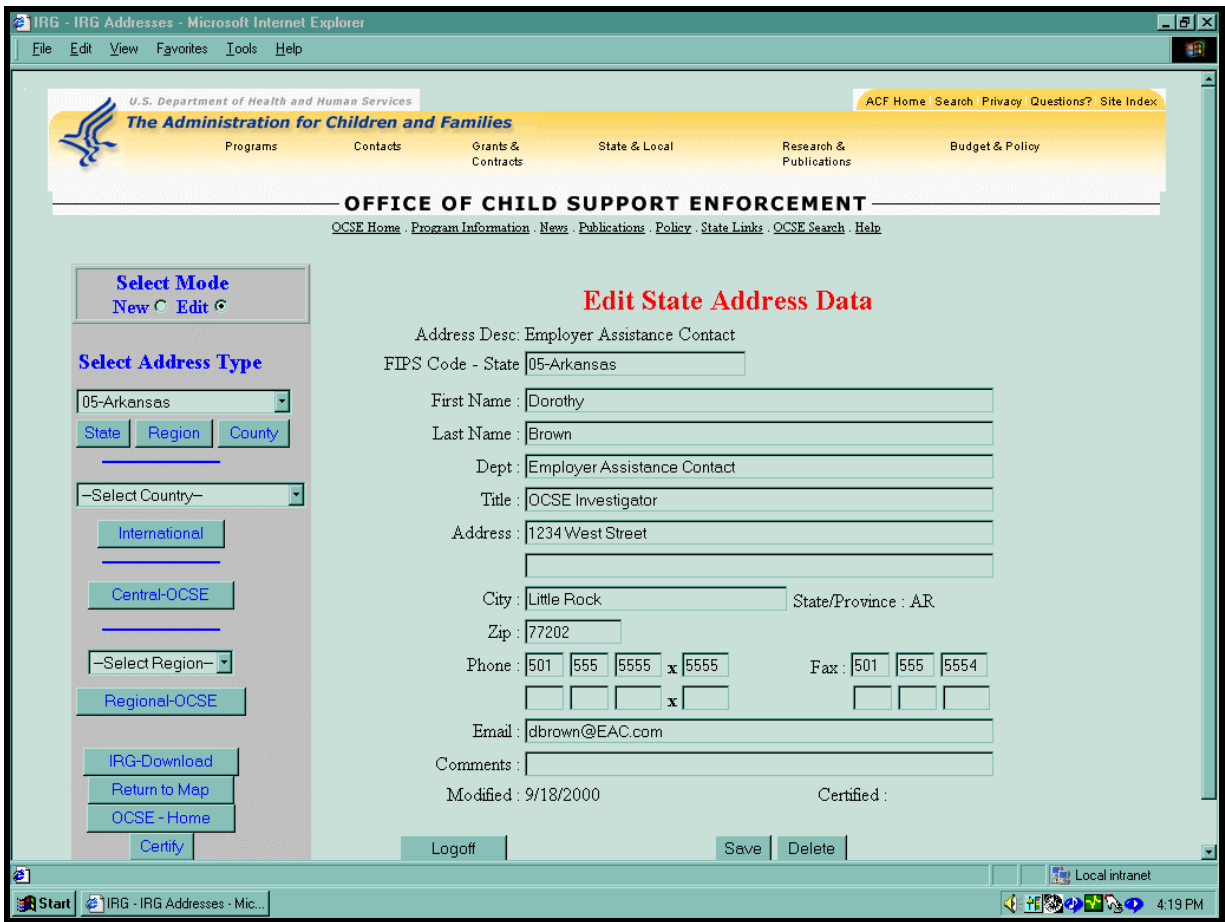 IRG - IRG Addresses - Microsoft Internet Explorer
File Edit View Favorites Tools Help
U.S. Department of Health and Human Services
ACF Home Search Privacy Questions? Site Index
The Administration for Children and Families
Programs Contacts Grants & Contracts State & Local Research & Publications Budget & Policy
OFFICE OF CHILD SUPPORT ENFORCEMENT
OCSE Home . Program Information . News . Publications . Policy . State Links . OCSE Search . Help
Select Mode
New Edit
Select Address Type
05-Arkansas
State Region County
--Select Country--
International
Central-OCSE
--Select Region--
Regional-OCSE
IRG-Download
Return to Map
OCSE - Home
Certify
Edit State Address Data
Address Desc: Employer Assistance Contact
FIPS Code - State 05-Arkansas
First Name : Dorothy
Last Name : Brown
Dept : Employer Assistance Contact
Title : OCSE Investigator
Address : 1234 West Street
City : Little Rock State/Province : AR
Zip : 77202
Phone : 501 555 5555 x 5555 Fax : 501 555 5554
x
Email : dbrown@EAC.com
Comments :
Modified : 9/18/2000 Certified :
Logoff Save Delete
Local intranet
Start IRG - IRG Addresses - Mic... 4:19 PM